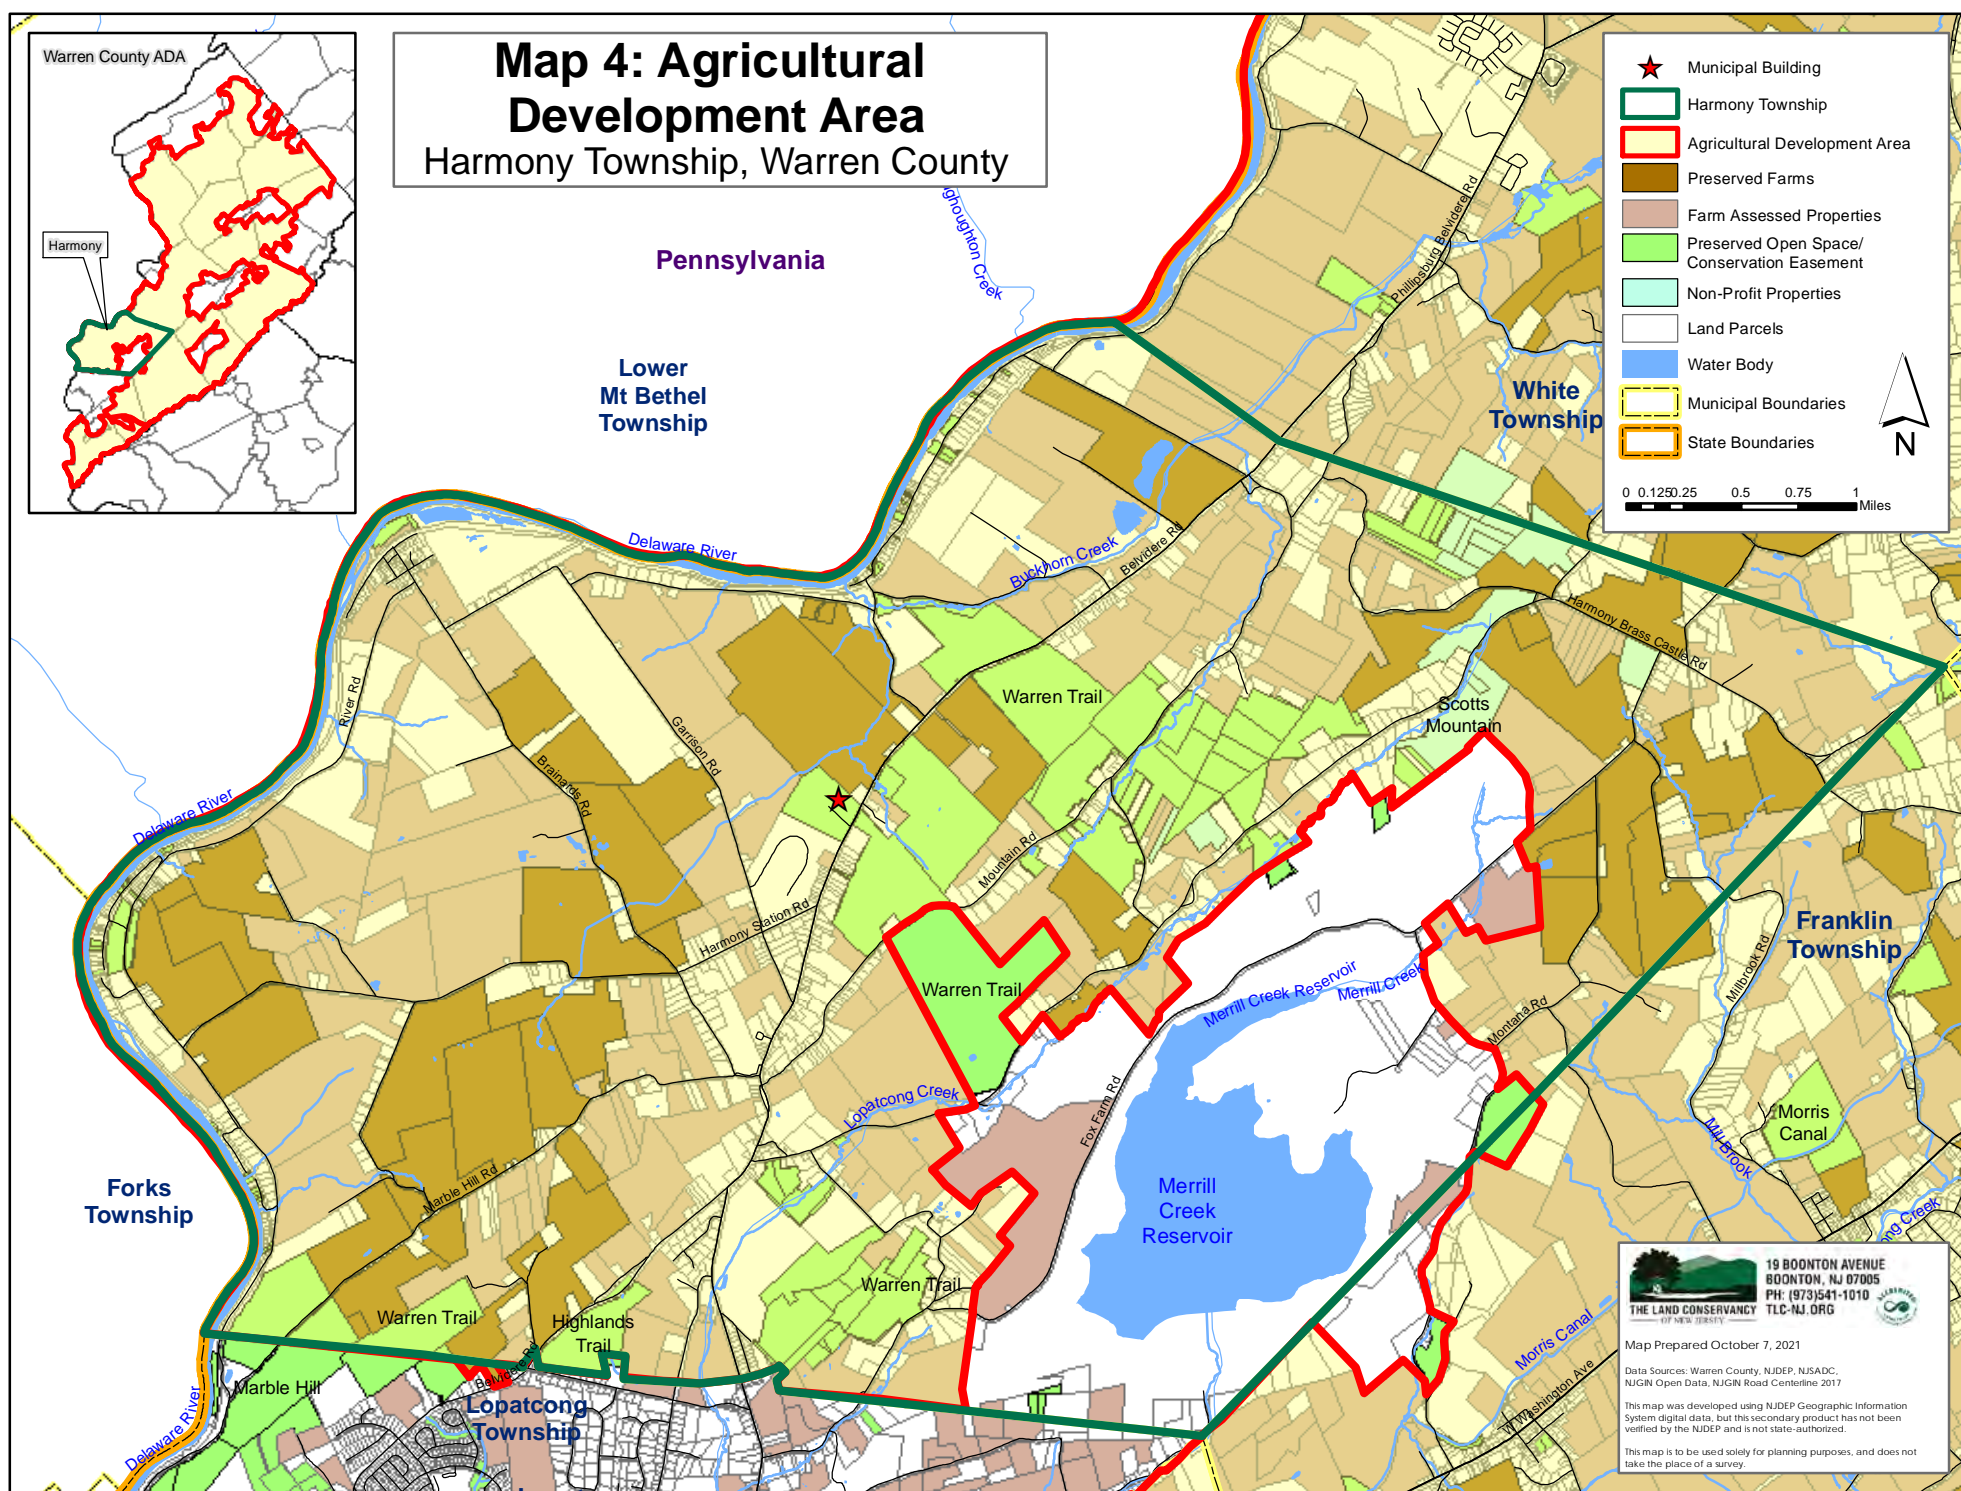 Warren County ADA
Harmony
Map 4: Agricultural
Development Area
Harmony Township, Warren County
Municipal Building
Harmony Township
Agricultural Development Area
Preserved Farms
Farm Assessed Properties
Preserved Open Space/
Conservation Easement
Non-Profit Properties
Land Parcels
Water Body
Municipal Boundaries
State Boundaries
N
0 0.125 0.25 0.5 0.75 1
Miles
ghoughton Creek
Pennsylvania
Phillipsburg Belvidere Rd
Lower
Mt Bethel
Township
White
Township
Delaware River
Buckhorn Creek
Belvidere Rd
Harmony Brass Castle Rd
River Rd
Garrison Rd
Warren Trail
Scotts
Mountain
Brainards Rd
Delaware River
Mountain Rd
Harmony Station Rd
Franklin
Township
Millbrook Rd
Warren Trail
Merrill Creek Reservoir
Merrill Creek
Montana Rd
Lopatcong Creek
Fox Farm Rd
Morris
Canal
Mill Brook
Marble Hill Rd
Forks
Township
Merrill
Creek
Reservoir
ong Creek
Warren Trail
Warren Trail
Highlands
Trail
Belvidere Rd
Marble Hill
Lopatcong
Township
Delaware River
Morris Canal
W Washington Ave
THE LAND CONSERVANCY
OF NEW JERSEY
19 BOONTON AVENUE
BOONTON, NJ 07005
PH: (973)541-1010
TLC-NJ.ORG
ACCREDITED
Map Prepared October 7, 2021
Data Sources: Warren County, NJDEP, NJSADC,
NJGIN Open Data, NJGIN Road Centerline 2017
This map was developed using NJDEP Geographic Information
System digital data, but this secondary product has not been
verified by the NJDEP and is not state-authorized.
This map is to be used solely for planning purposes, and does not
take the place of a survey.